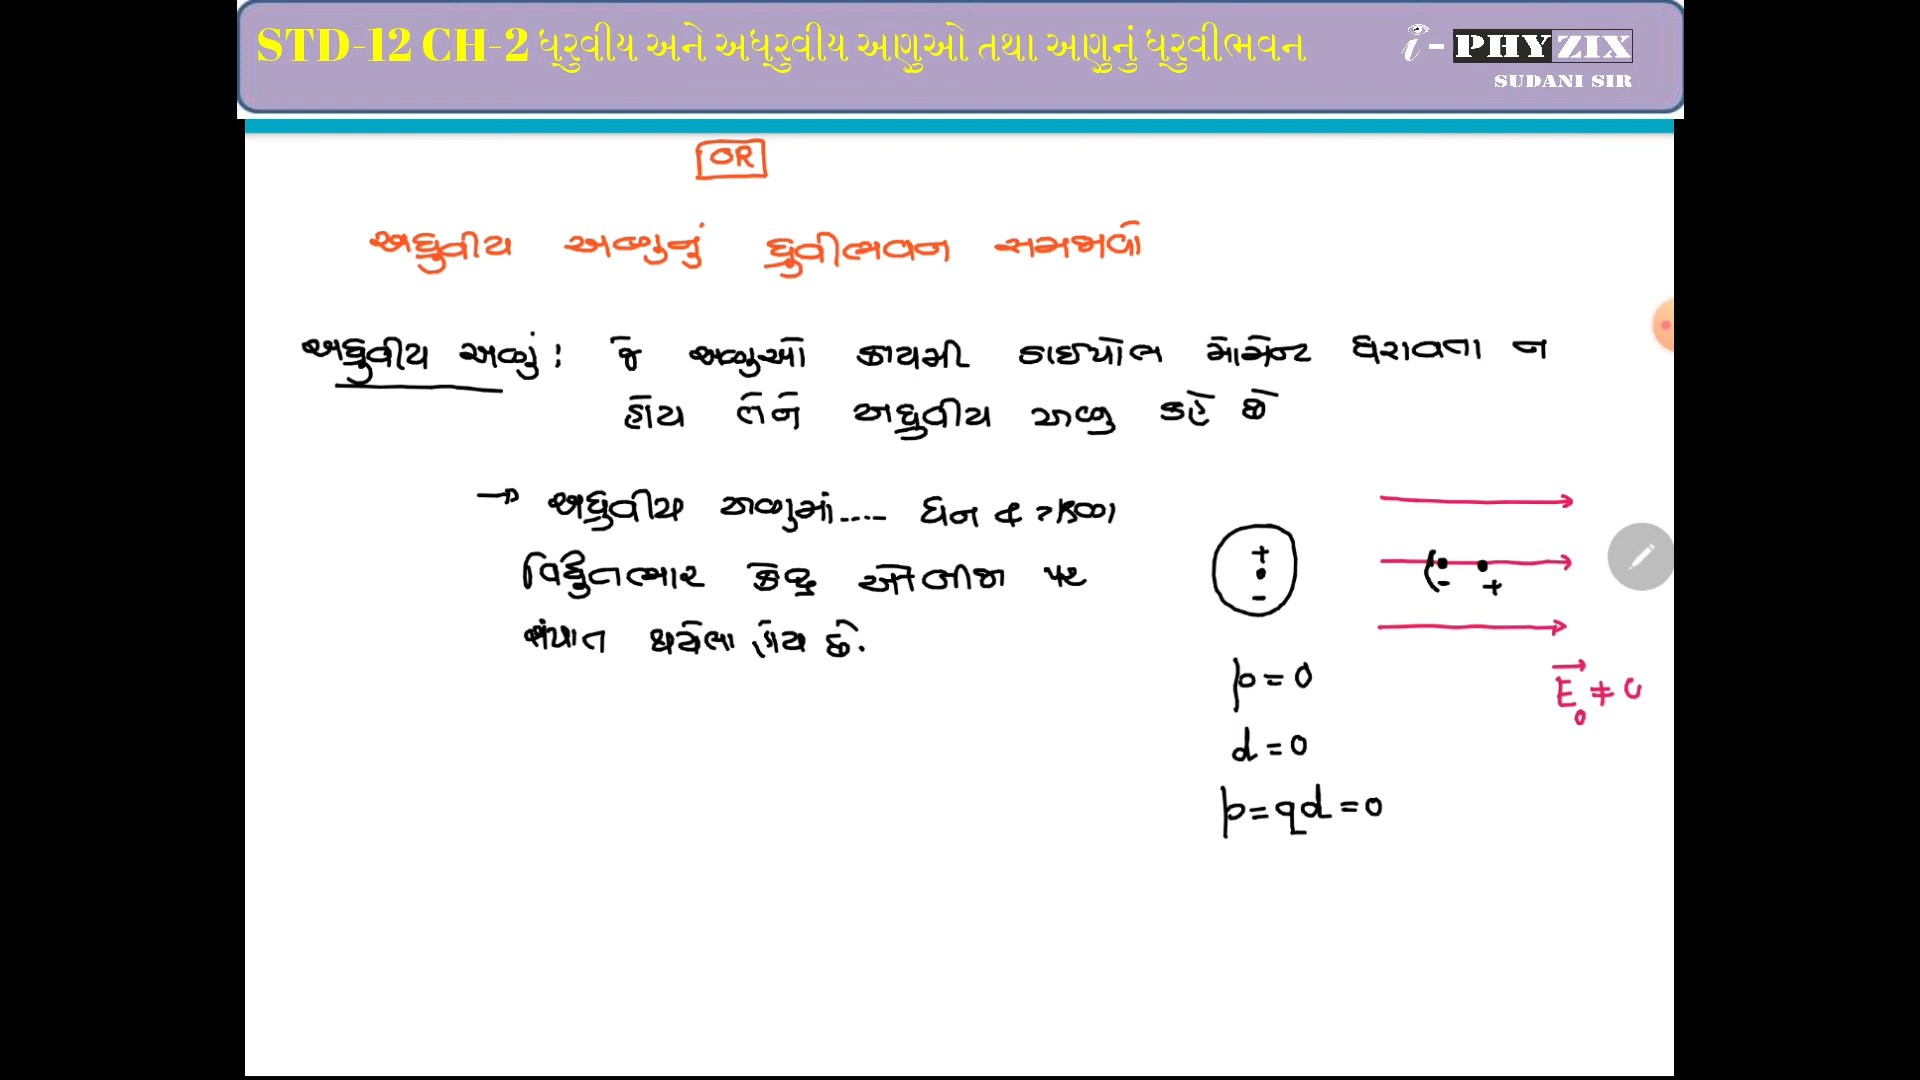 STD-12 CH-2 ધ્રુવીય અને અધ્રુવીય અણુઓ તથા અણુનું ધ્રુવીભવન
i-PHYZIX
SUDANI SIR
OR
અધ્રુવીય અણુનું ધ્રુવીભવન સમજાવો
અધ્રુવીય અણું : જે અણુઓ કાયમી ડાઈપોલ મોમેન્ટ ધરાવતા ન
હોય તેને અધ્રુવીય અણુ કહે છે
→ અધ્રુવીય અણુમાં.... ધન
વિદ્યુતભાર કેન્દ્ર એકબીજા પર
સંપાત થયેલા હોય છે.
+
-
- +
E₀ ≠ 0
p = 0
d = 0
p = qd = 0